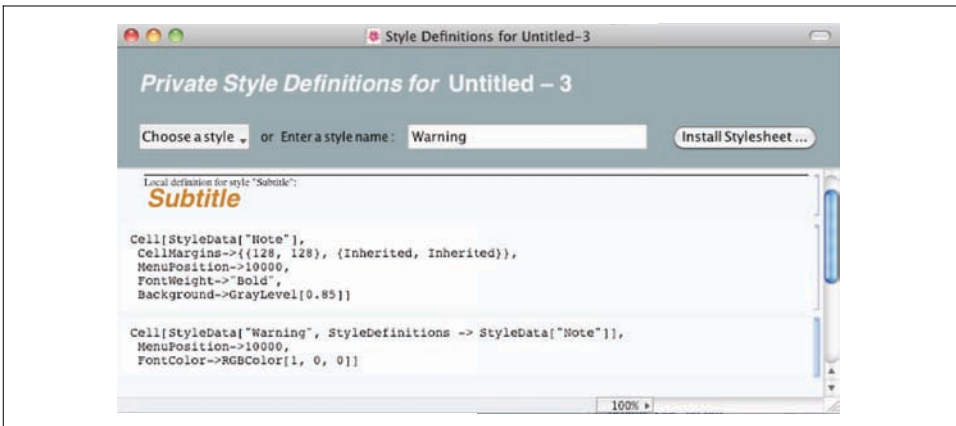 Style Definitions for Untitled-3
Private Style Definitions for Untitled – 3
Choose a style or Enter a style name: Warning Install Stylesheet ...
Local definition for style "Subtitle":
Subtitle
Cell[StyleData["Note"],
CellMargins->{{128, 128}, {Inherited, Inherited}},
MenuPosition->10000,
FontWeight->"Bold",
Background->GrayLevel[0.85]]
Cell[StyleData["Warning", StyleDefinitions -> StyleData["Note"]],
MenuPosition->10000,
FontColor->RGBColor[1, 0, 0]]
100%